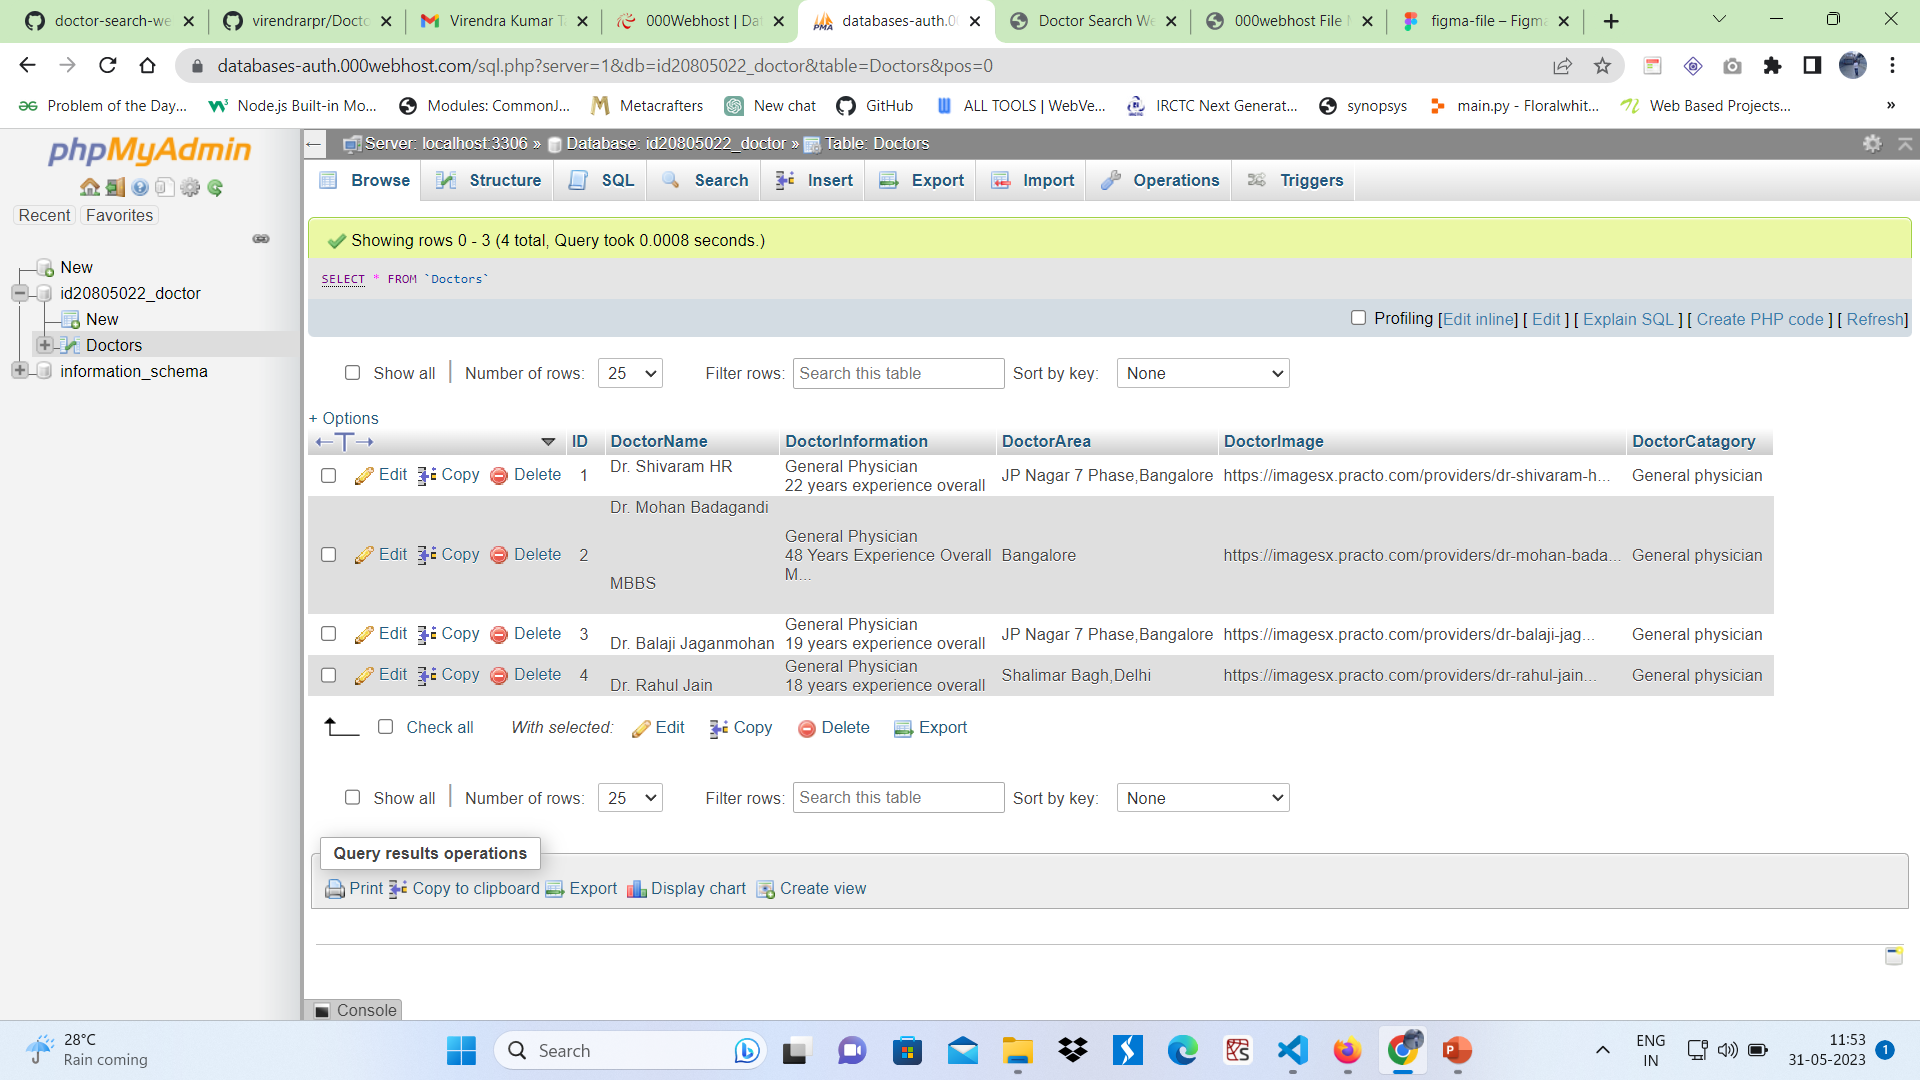 doctor-search-we
virendrarpr/Docto
Virendra Kumar T
000Webhost | Da
databases-auth.0
Doctor Search We
000webhost File
figma-file – Figma
databases-auth.000webhost.com/sql.php?server=1&db=id20805022_doctor&table=Doctors&pos=0
Problem of the Day...
Node.js Built-in Mo...
Modules: CommonJ...
Metacrafters
New chat
GitHub
ALL TOOLS | WebVe...
IRCTC Next Generat...
synopsys
main.py - Floralwhit...
Web Based Projects...
»
phpMyAdmin
Recent Favorites
New
id20805022_doctor
New
Doctors
information_schema
Server: localhost:3306 » Database: id20805022_doctor » Table: Doctors
Browse Structure SQL Search Insert Export Import Operations Triggers
Showing rows 0 - 3 (4 total, Query took 0.0008 seconds.)
SELECT * FROM `Doctors`
Profiling [Edit inline] [ Edit ] [ Explain SQL ] [ Create PHP code ] [ Refresh]
Show all Number of rows: 25 Filter rows: Search this table Sort by key: None
+ Options
ID DoctorName DoctorInformation DoctorArea DoctorImage DoctorCatagory
Edit Copy Delete 1 Dr. Shivaram HR General Physician
22 years experience overall JP Nagar 7 Phase,Bangalore https://imagesx.practo.com/providers/dr-shivaram-h... General physician
Dr. Mohan Badagandi
General Physician
Edit Copy Delete 2 48 Years Experience Overall Bangalore https://imagesx.practo.com/providers/dr-mohan-bada... General physician
M...
MBBS
General Physician
Edit Copy Delete 3 Dr. Balaji Jaganmohan 19 years experience overall JP Nagar 7 Phase,Bangalore https://imagesx.practo.com/providers/dr-balaji-jag... General physician
General Physician
Edit Copy Delete 4 Dr. Rahul Jain 18 years experience overall Shalimar Bagh,Delhi https://imagesx.practo.com/providers/dr-rahul-jain... General physician
Check all With selected: Edit Copy Delete Export
Show all Number of rows: 25 Filter rows: Search this table Sort by key: None
Query results operations
Print Copy to clipboard Export Display chart Create view
Console
28°C
Rain coming
Search
ENG
IN
11:53
31-05-2023
1